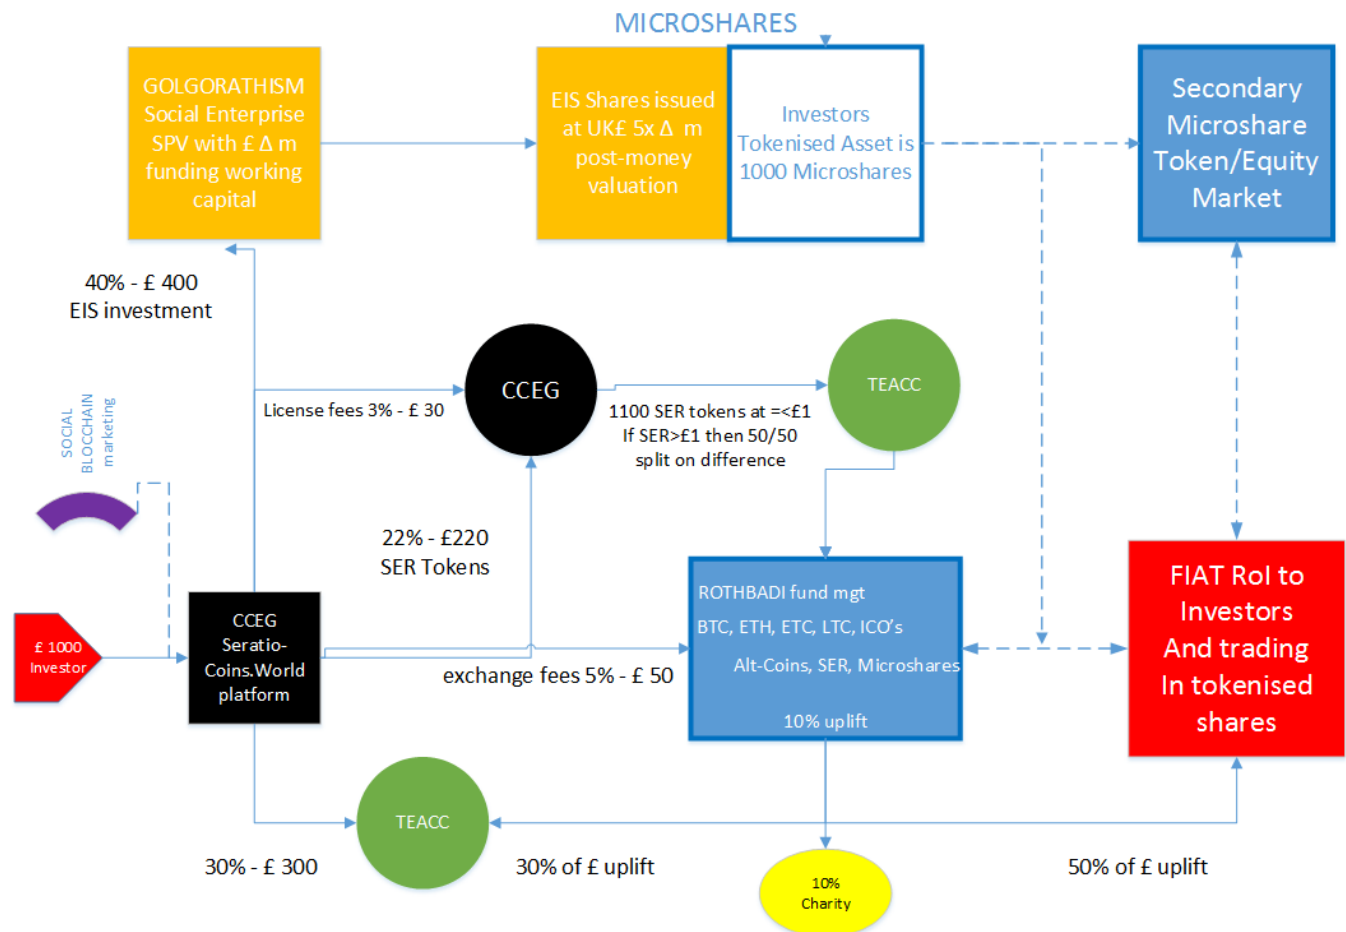 MICROSHARES
GOLGORATHISM
Social Enterprise
SPV with £ Δ m
funding working
capital
EIS Shares issued
at UK£ 5x Δ m
post-money
valuation
Investors
Tokenised Asset is
1000 Microshares
Secondary
Microshare
Token/Equity
Market
40% - £ 400
EIS investment
CCEG
TEACC
License fees 3% - £ 30
1100 SER tokens at =<£1
If SER>£1 then 50/50
split on difference
SOCIAL
BLOCCHAIN
marketing
22% - £220
SER Tokens
£ 1000
Investor
CCEG
Seratio-
Coins.World
platform
exchange fees 5% - £ 50
ROTHBADI fund mgt
BTC, ETH, ETC, LTC, ICO's
Alt-Coins, SER, Microshares
10% uplift
FIAT RoI to
Investors
And trading
In tokenised
shares
TEACC
30% - £ 300
30% of £ uplift
10%
Charity
50% of £ uplift